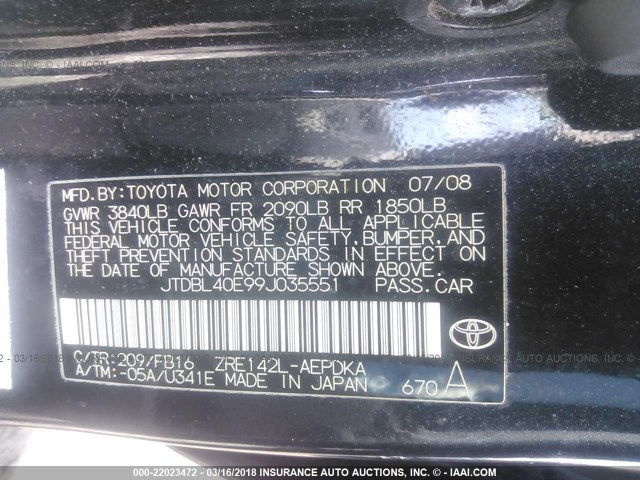 MFD.BY:TOYOTA MOTOR CORPORATION 07/08
GVWR 3840LB GAWR FR 2090LB RR 1850LB
THIS VEHICLE CONFORMS TO ALL APPLICABLE
FEDERAL MOTOR VEHICLE SAFETY,BUMPER,AND
THEFT PREVENTION STANDARDS IN EFFECT ON
THE DATE OF MANUFACTURE SHOWN ABOVE.
JTDBL40E99J035551 PASS.CAR
C/TR:209/FB16 ZRE142L-AEPDKA
A/TM:-05A/U341E MADE IN JAPAN 670 A
TOYOTA
000-22023472 - 03/16/2018 - INSURANCE AUTO AUCTIONS, INC. - © IAAI.COM